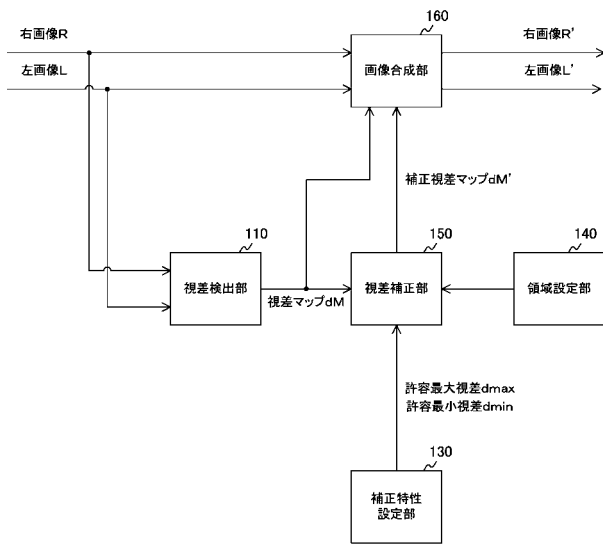 160
右画像R
画像合成部
右画像R'
左画像L
左画像L'
補正視差マップdM'
110
視差検出部
視差マップdM
150
視差補正部
140
領域設定部
許容最大視差dmax
許容最小視差dmin
130
補正特性
設定部